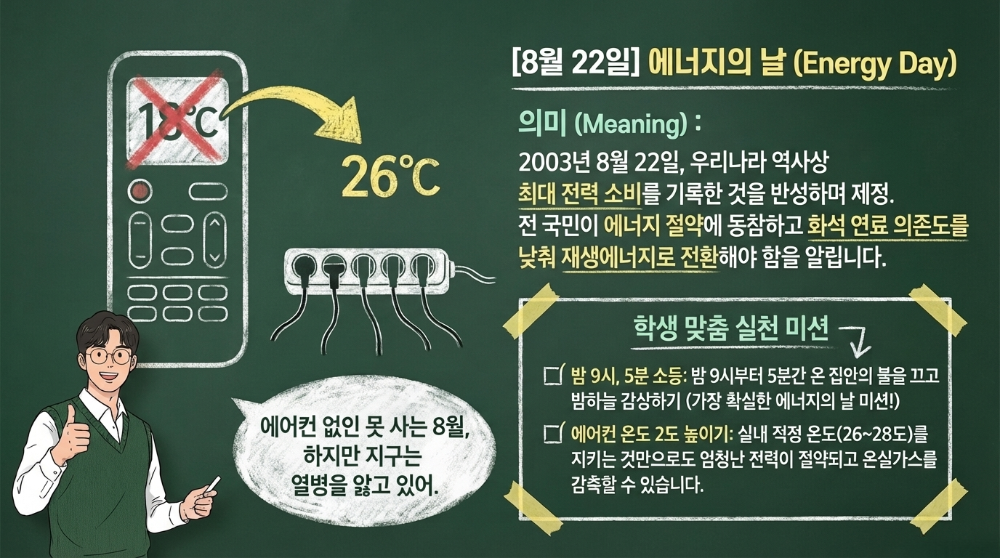 18℃
26℃
에어컨 없인 못 사는 8월,
하지만 지구는
열병을 앓고 있어.
[8월 22일] 에너지의 날 (Energy Day)
의미 (Meaning) :
2003년 8월 22일, 우리나라 역사상
최대 전력 소비를 기록한 것을 반성하며 제정.
전 국민이 에너지 절약에 동참하고 화석 연료 의존도를
낮춰 재생에너지로 전환해야 함을 알립니다.
학생 맞춤 실천 미션
밤 9시, 5분 소등: 밤 9시부터 5분간 온 집안의 불을 끄고
밤하늘 감상하기 (가장 확실한 에너지의 날 미션!)
에어컨 온도 2도 높이기: 실내 적정 온도(26~28도)를
지키는 것만으로도 엄청난 전력이 절약되고 온실가스를
감축할 수 있습니다.